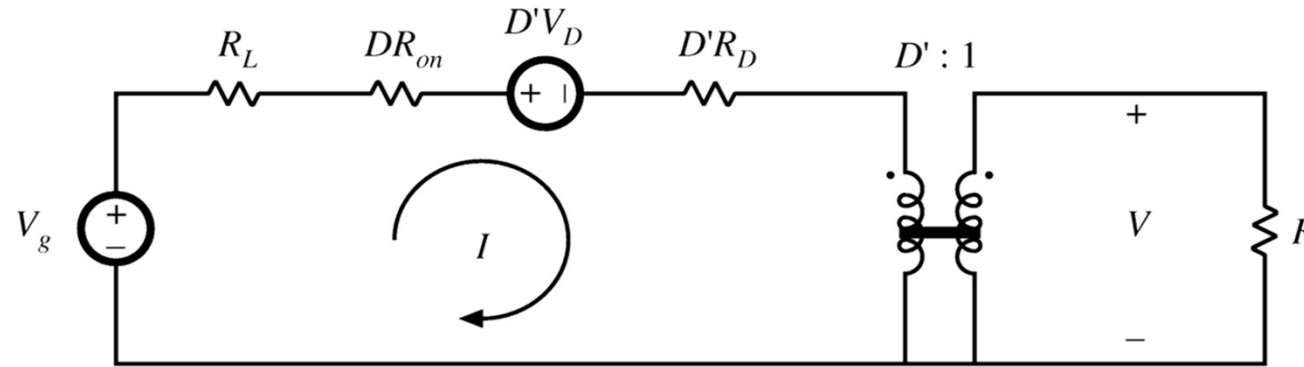 R_L
DR_on
D'V_D
D'R_D
D' : 1
+ −
+
−
V_g
I
+
V
−